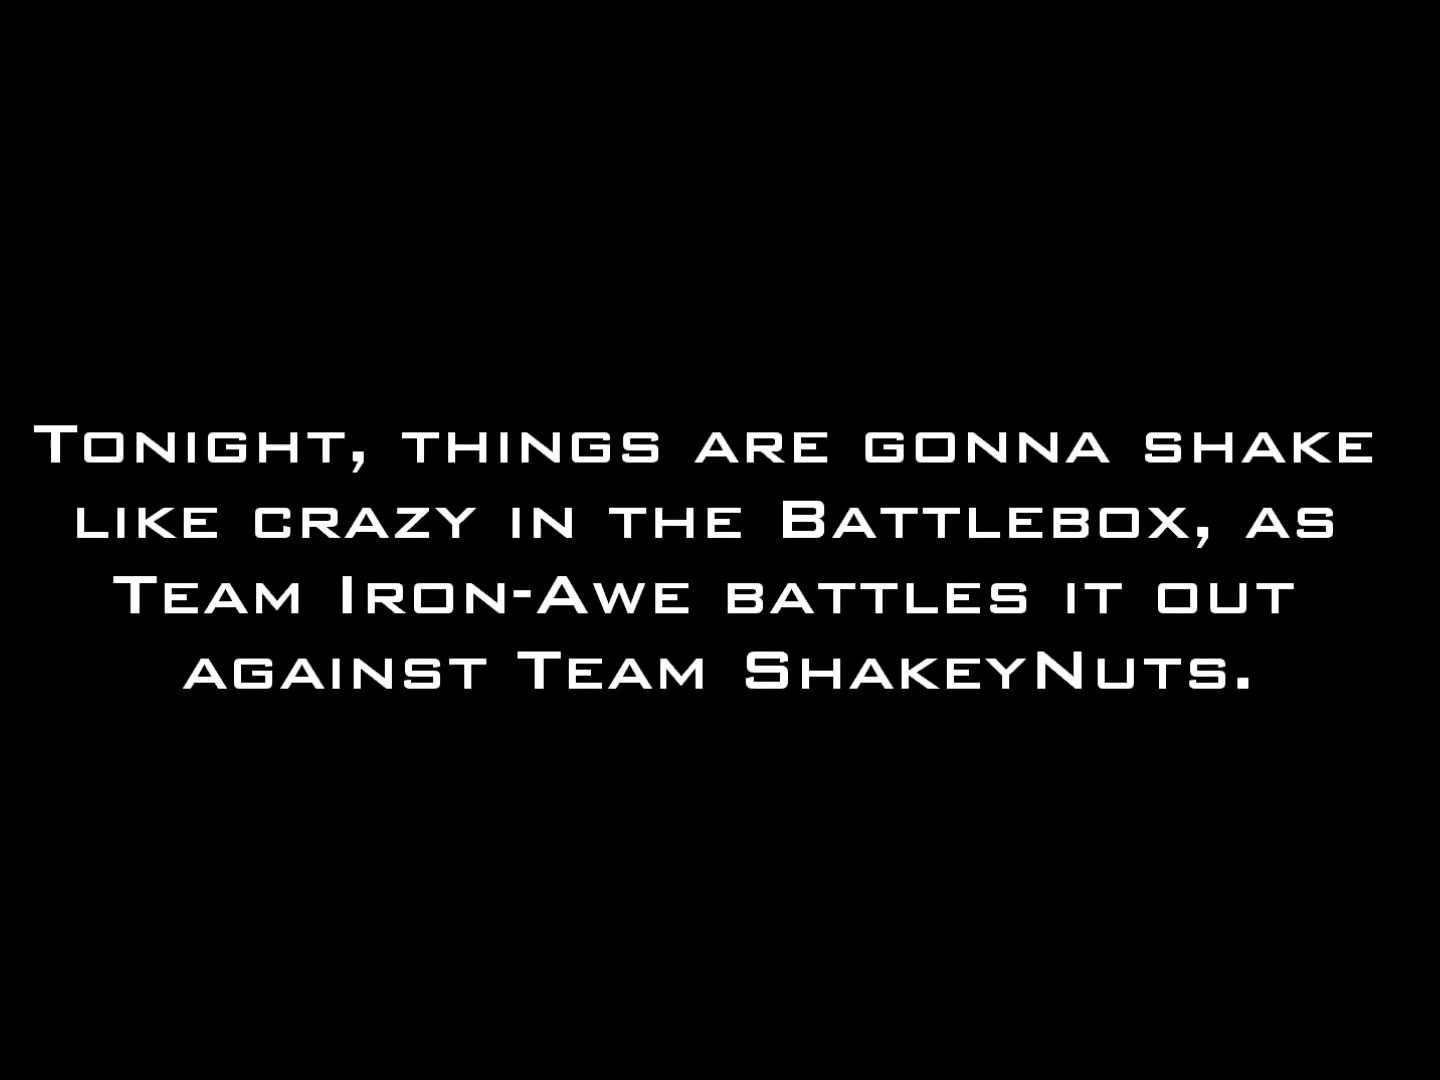 Tonight, things are gonna shake
like crazy in the Battlebox, as
Team Iron-Awe battles it out
against Team ShakeyNuts.